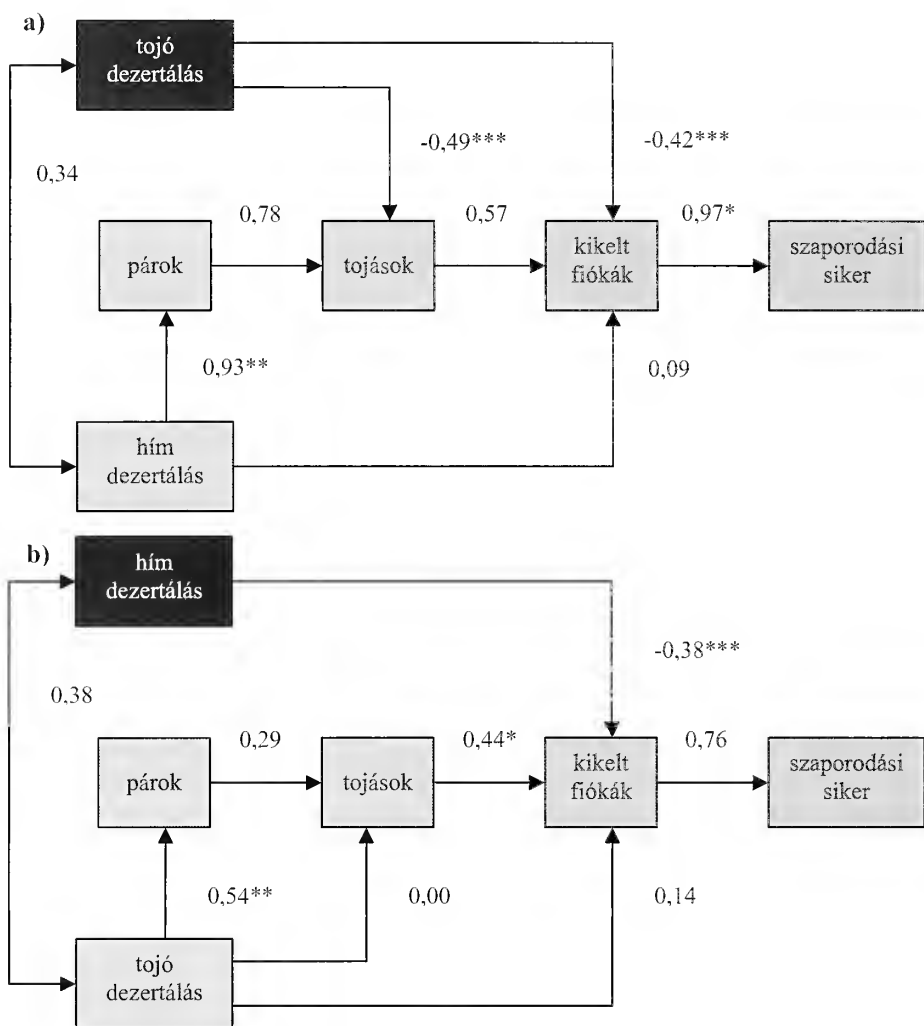 a)
tojó
dezertálás
-0,49***
-0,42***
0,34
0,78
0,57
0,97*
párok
tojások
kikelt
fiókák
szaporodási
siker
0,93**
0,09
hím
dezertálás
b)
hím
dezertálás
-0,38***
0,38
0,29
0,44*
0,76
párok
tojások
kikelt
fiókák
szaporodási
siker
0,54**
0,00
0,14
tojó
dezertálás